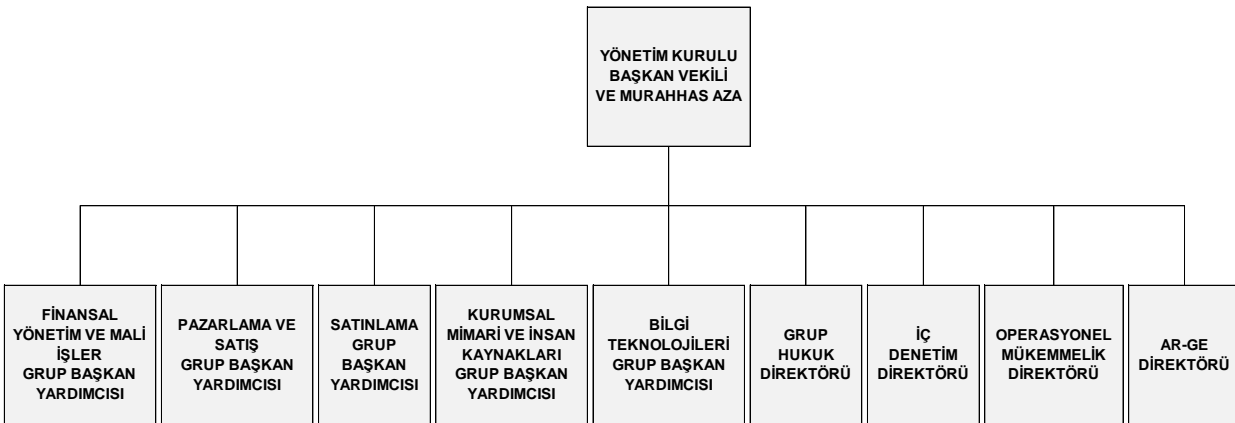 YÖNETİM KURULU
BAŞKAN VEKİLİ
VE MURAHHAS AZA
FİNANSAL
YÖNETİM VE MALİ
İŞLER
GRUP BAŞKAN
YARDIMCISI
PAZARLAMA VE
SATIŞ
GRUP BAŞKAN
YARDIMCISI
SATINLAMA
GRUP
BAŞKAN
YARDIMCISI
KURUMSAL
MİMARİ VE İNSAN
KAYNAKLARI
GRUP BAŞKAN
YARDIMCISI
BİLGİ
TEKNOLOJİLERİ
GRUP BAŞKAN
YARDIMCISI
GRUP
HUKUK
DİREKTÖRÜ
İÇ
DENETİM
DİREKTÖRÜ
OPERASYONEL
MÜKEMMELİK
DİREKTÖRÜ
AR-GE
DİREKTÖRÜ